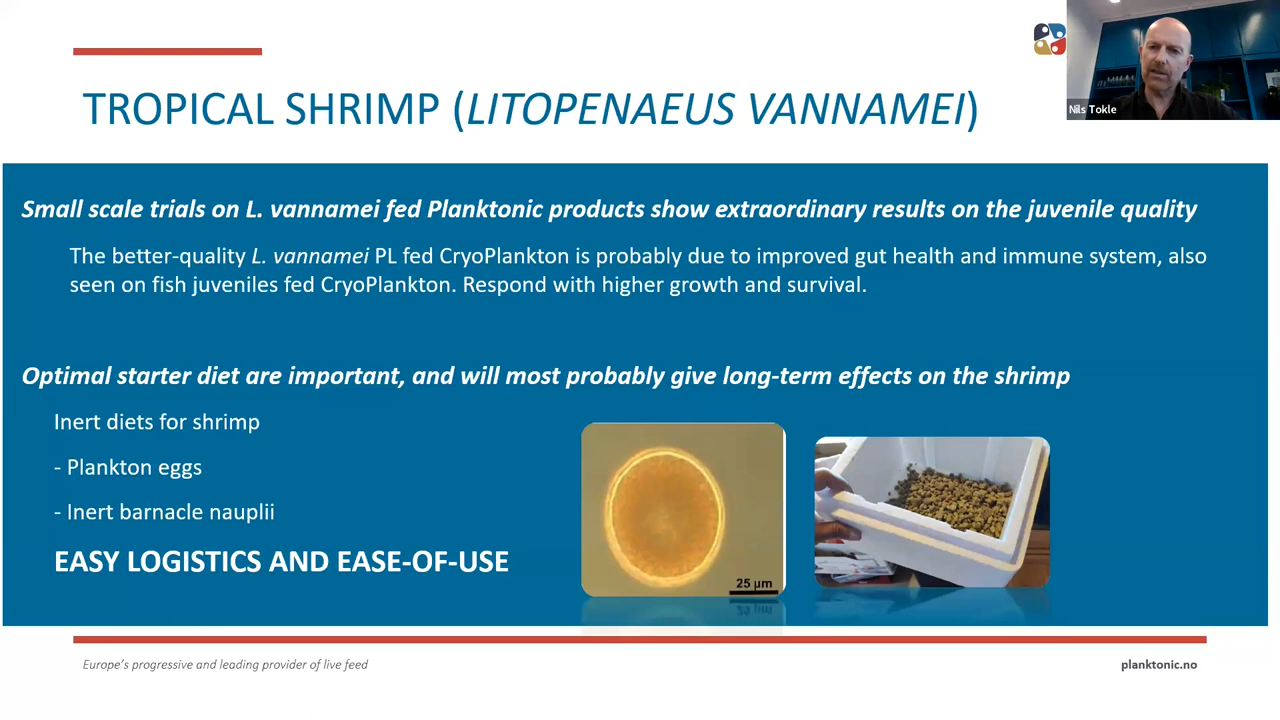 TROPICAL SHRIMP (LITOPENAEUS VANNAMEI)
Nils Tokle
Small scale trials on L. vannamei fed Planktonic products show extraordinary results on the juvenile quality
The better-quality L. vannamei PL fed CryoPlankton is probably due to improved gut health and immune system, also
seen on fish juveniles fed CryoPlankton. Respond with higher growth and survival.
Optimal starter diet are important, and will most probably give long-term effects on the shrimp
Inert diets for shrimp
- Plankton eggs
- Inert barnacle nauplii
EASY LOGISTICS AND EASE-OF-USE
25 µm
Europe's progressive and leading provider of live feed
planktonic.no